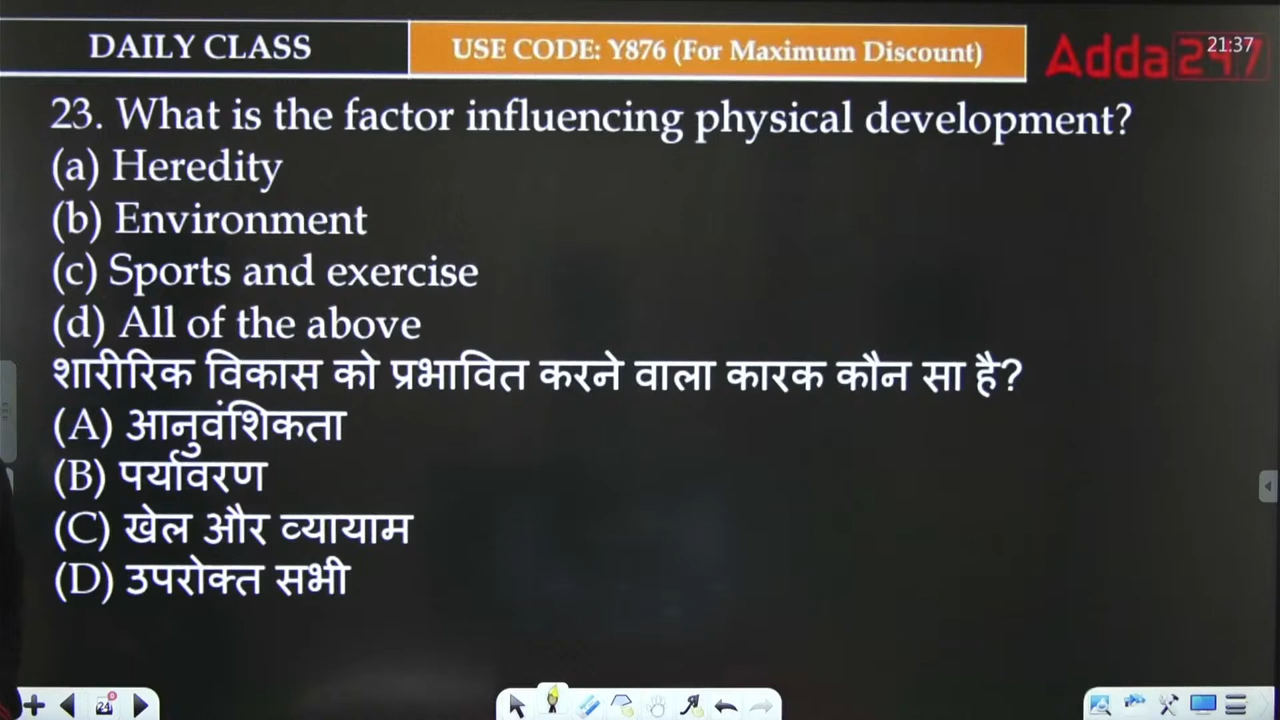 DAILY CLASS
USE CODE: Y876 (For Maximum Discount)
Adda247
21:37
23. What is the factor influencing physical development?
(a) Heredity
(b) Environment
(c) Sports and exercise
(d) All of the above
शारीरिक विकास को प्रभावित करने वाला कारक कौन सा है?
(A) आनुवंशिकता
(B) पर्यावरण
(C) खेल और व्यायाम
(D) उपरोक्त सभी
24